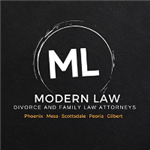 ML
MODERN LAW
DIVORCE AND FAMILY LAW ATTORNEYS
Phoenix · Mesa · Scottsdale · Peoria · Gilbert